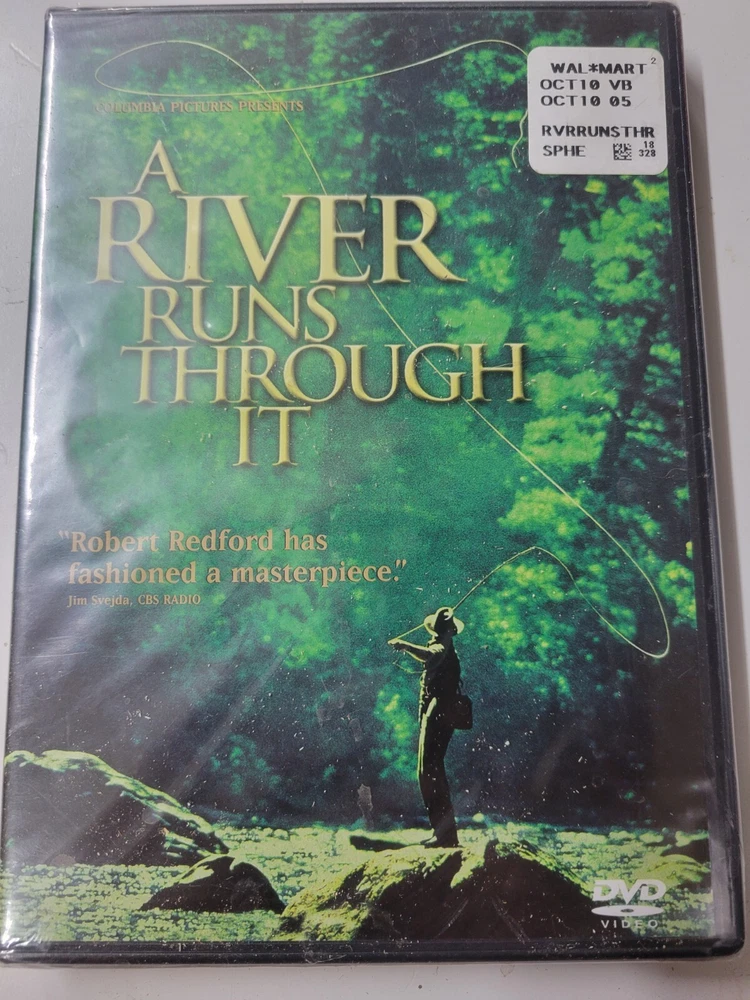 COLUMBIA PICTURES PRESENTS
A
RIVER
RUNS
THROUGH
IT
"Robert Redford has
fashioned a masterpiece."
Jim Svejda, CBS RADIO
WAL*MART 2
OCT10 VB
OCT10 05
RVRRUNSTHR
SPHE 18
328
DVD
VIDEO